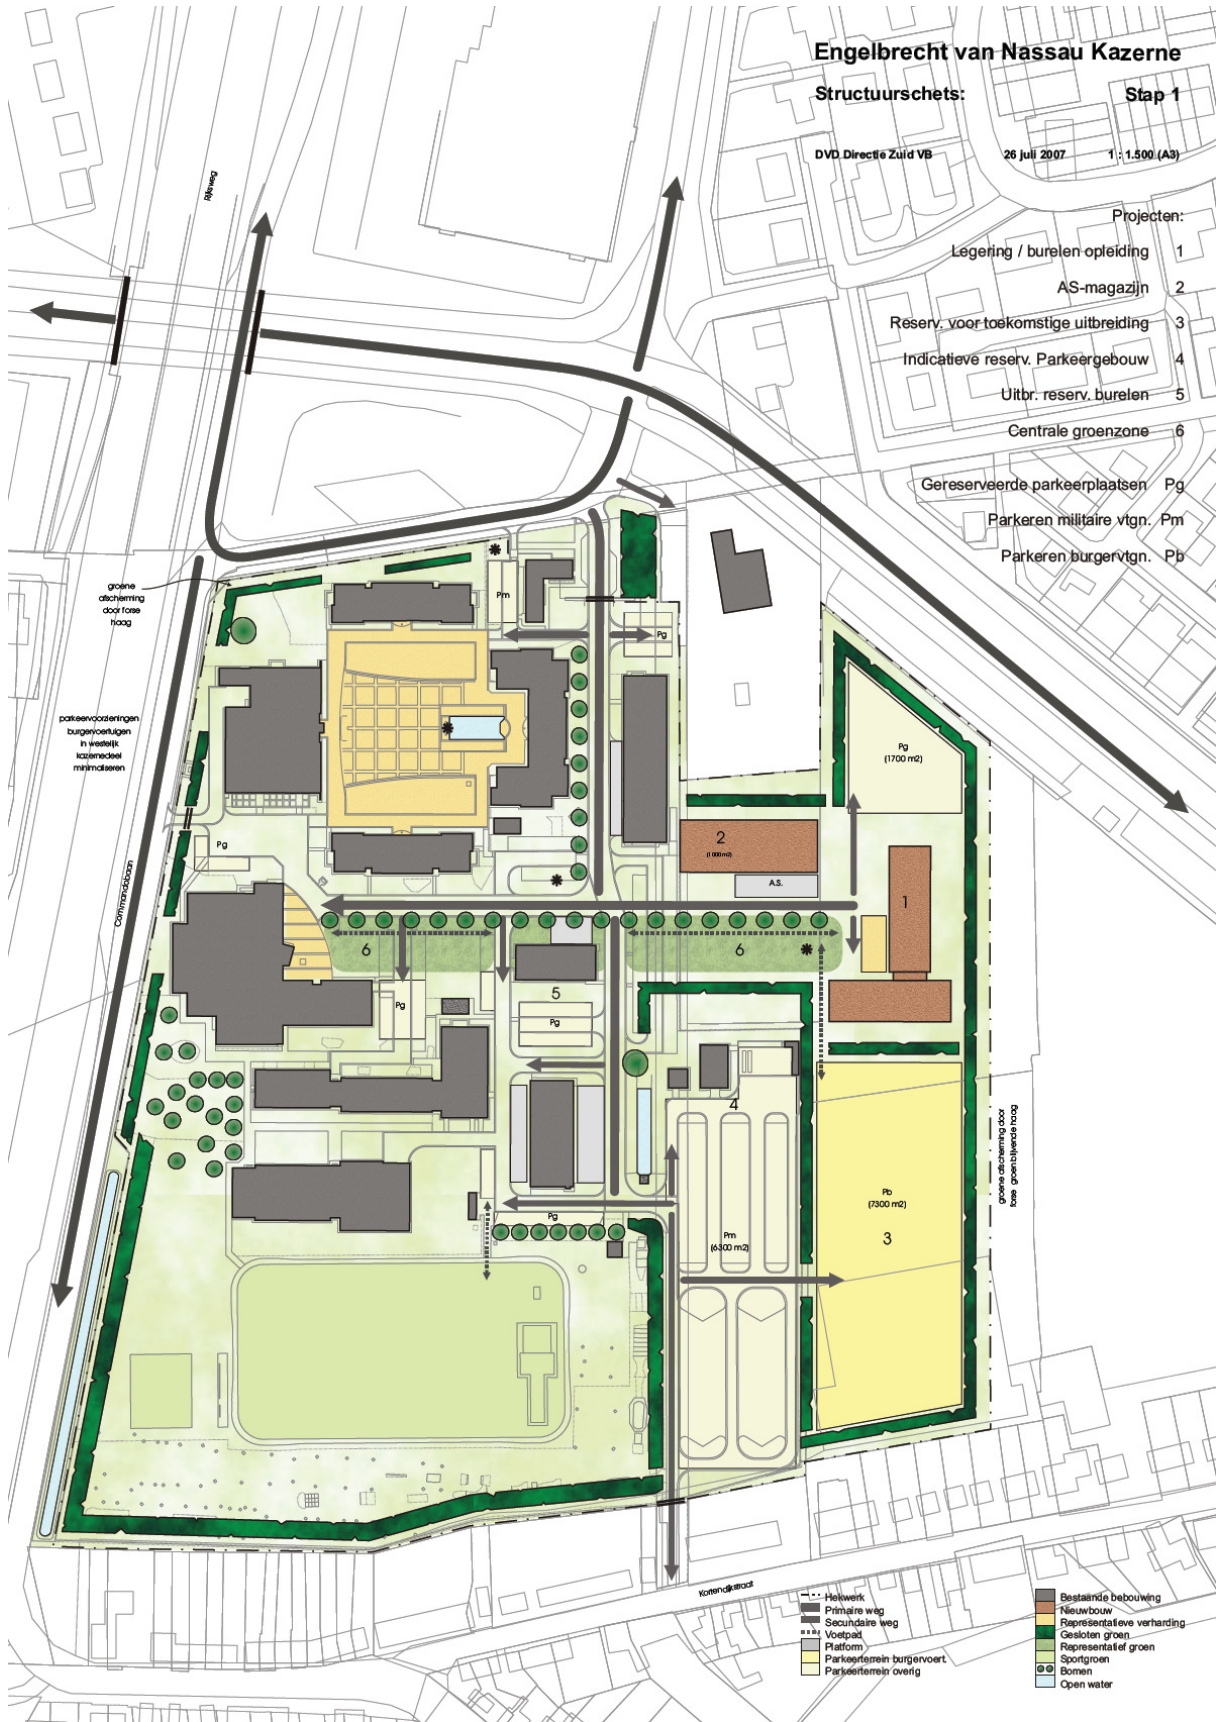 Engelbrecht van Nassau Kazerne
Structuurschets: Stap 1
DVD Directie Zuid VB 26 juli 2007 1 : 1.500 (A3)
Projecten:
Legering / burelen opleiding 1
AS-magazijn 2
Reserv. voor toekomstige uitbreiding 3
Indicatieve reserv. Parkeergebouw 4
Uitbr. reserv. burelen 5
Centrale groenzone 6
Gereserveerde parkeerplaatsen Pg
Parkeren militaire vtgn. Pm
Parkeren burgervtgn. Pb
Rijksweg
groene
afscherming
door forse
haag
Pm
Pg
parkeervoorzieningen
burgervoertuigen
in westelijk
kazernedeel
minimaliseren
Pg
(1700 m2)
2
(1000m2)
A.S.
Pg
1
Commandobaan
6
6
5
Pg
Pg
4
groene afscherming door
forse groen blijvende haag
Pb
(7300 m2)
3
Pg
Pm
(6300 m2)
Kortendijkstraat
Hekwerk
Primaire weg
Secundaire weg
Voetpad
Platform
Parkeerterrein burgervoert.
Parkeerterrein overig
Bestaande bebouwing
Nieuwbouw
Representatieve verharding
Gesloten groen
Representatief groen
Sportgroen
Bomen
Open water